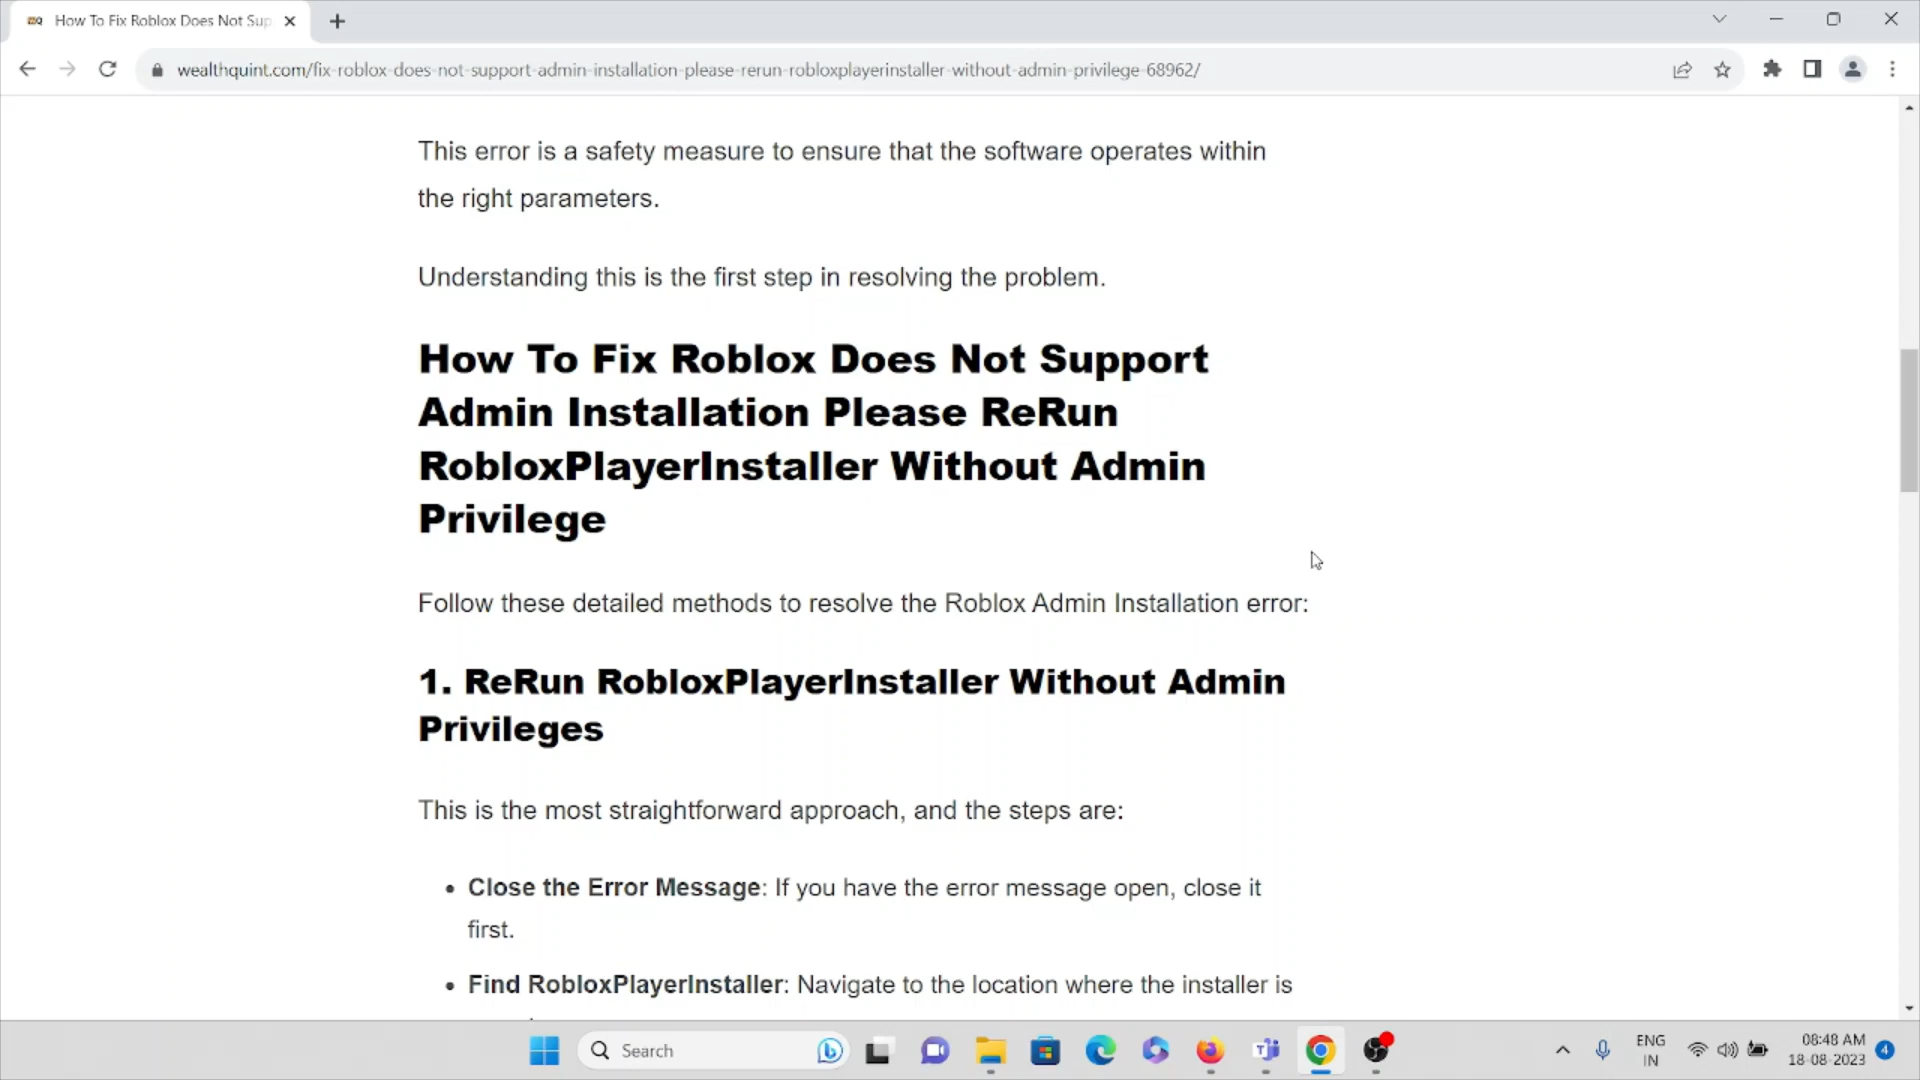 How To Fix Roblox Does Not Sup
wealthquint.com/fix-roblox-does-not-support-admin-installation-please-rerun-robloxplayerinstaller-without-admin-privilege-68962/
This error is a safety measure to ensure that the software operates within
the right parameters.
Understanding this is the first step in resolving the problem.
How To Fix Roblox Does Not Support
Admin Installation Please ReRun
RobloxPlayerInstaller Without Admin
Privilege
Follow these detailed methods to resolve the Roblox Admin Installation error:
1. ReRun RobloxPlayerInstaller Without Admin
Privileges
This is the most straightforward approach, and the steps are:
• Close the Error Message: If you have the error message open, close it
first.
• Find RobloxPlayerInstaller: Navigate to the location where the installer is
Search
ENG
IN
08:48 AM
18-08-2023
4